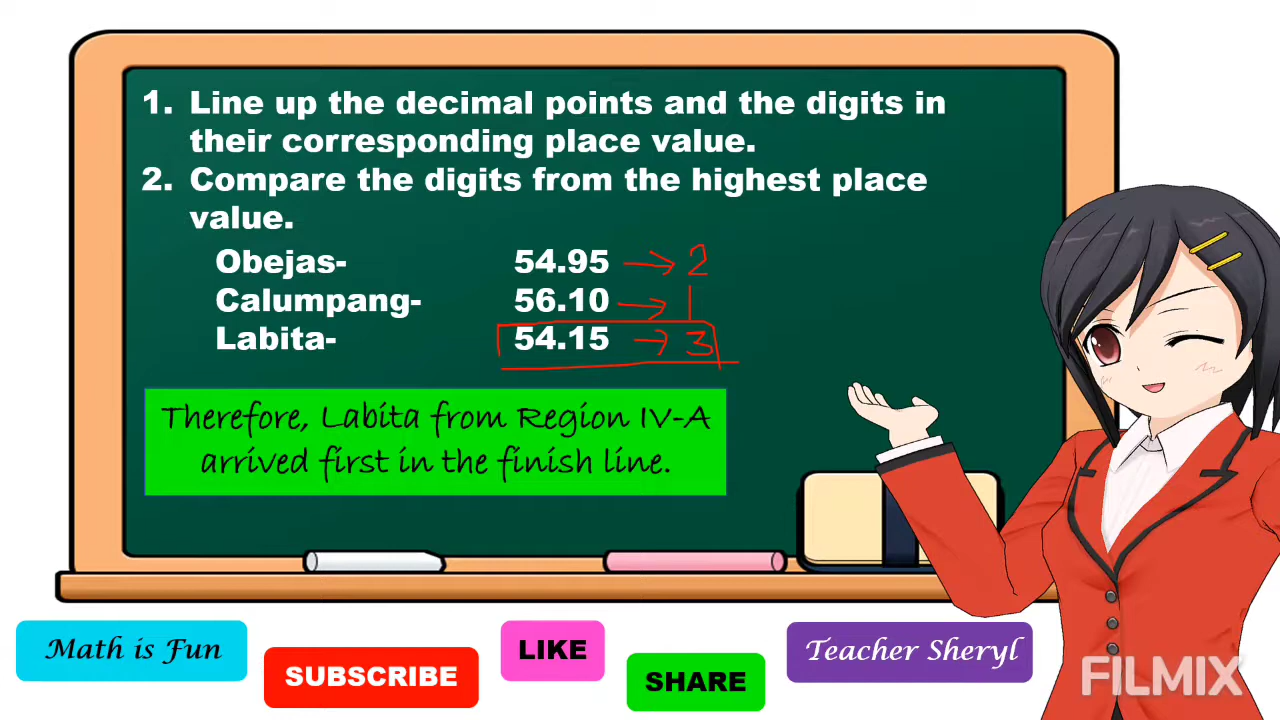 1. Line up the decimal points and the digits in
their corresponding place value.
2. Compare the digits from the highest place
value.
Obejas- 54.95 → 2
Calumpang- 56.10 → 1
Labita- 54.15 → 3
Therefore, Labita from Region IV-A
arrived first in the finish line.
Math is Fun
SUBSCRIBE
LIKE
SHARE
Teacher Sheryl
FILMIX